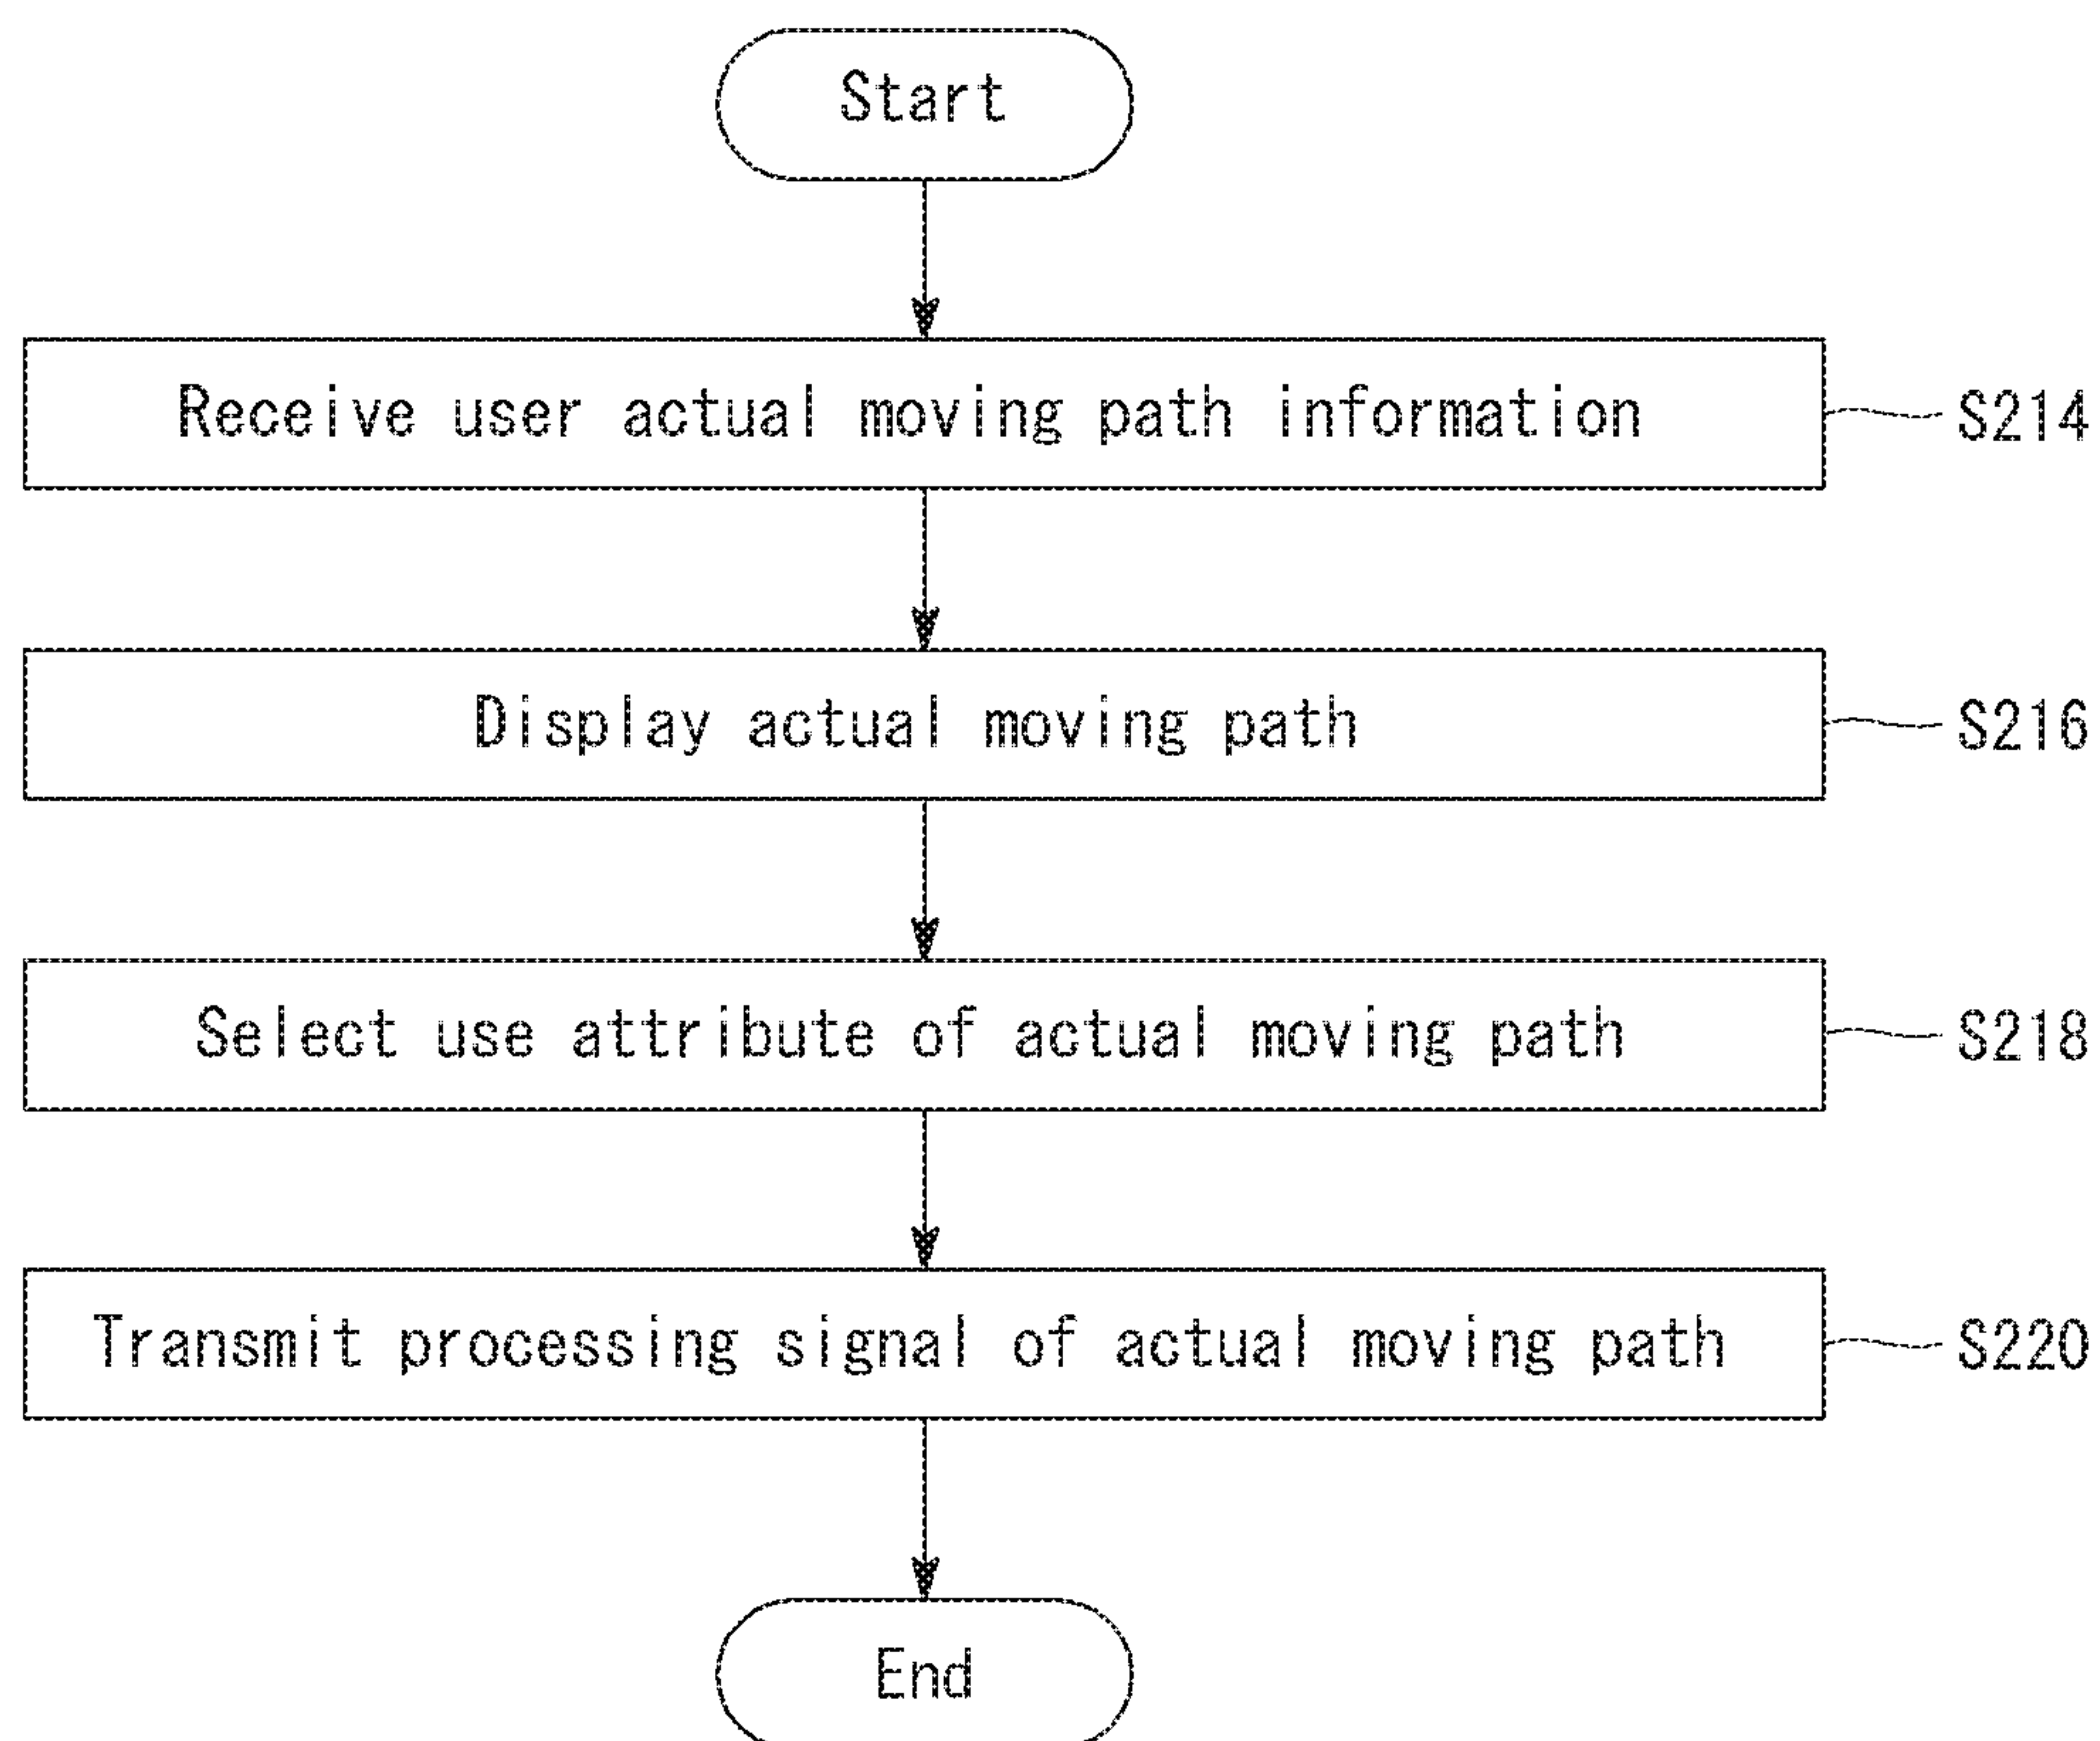 Start
Receive user actual moving path information S214
Display actual moving path S216
Select use attribute of actual moving path S218
Transmit processing signal of actual moving path S220
End